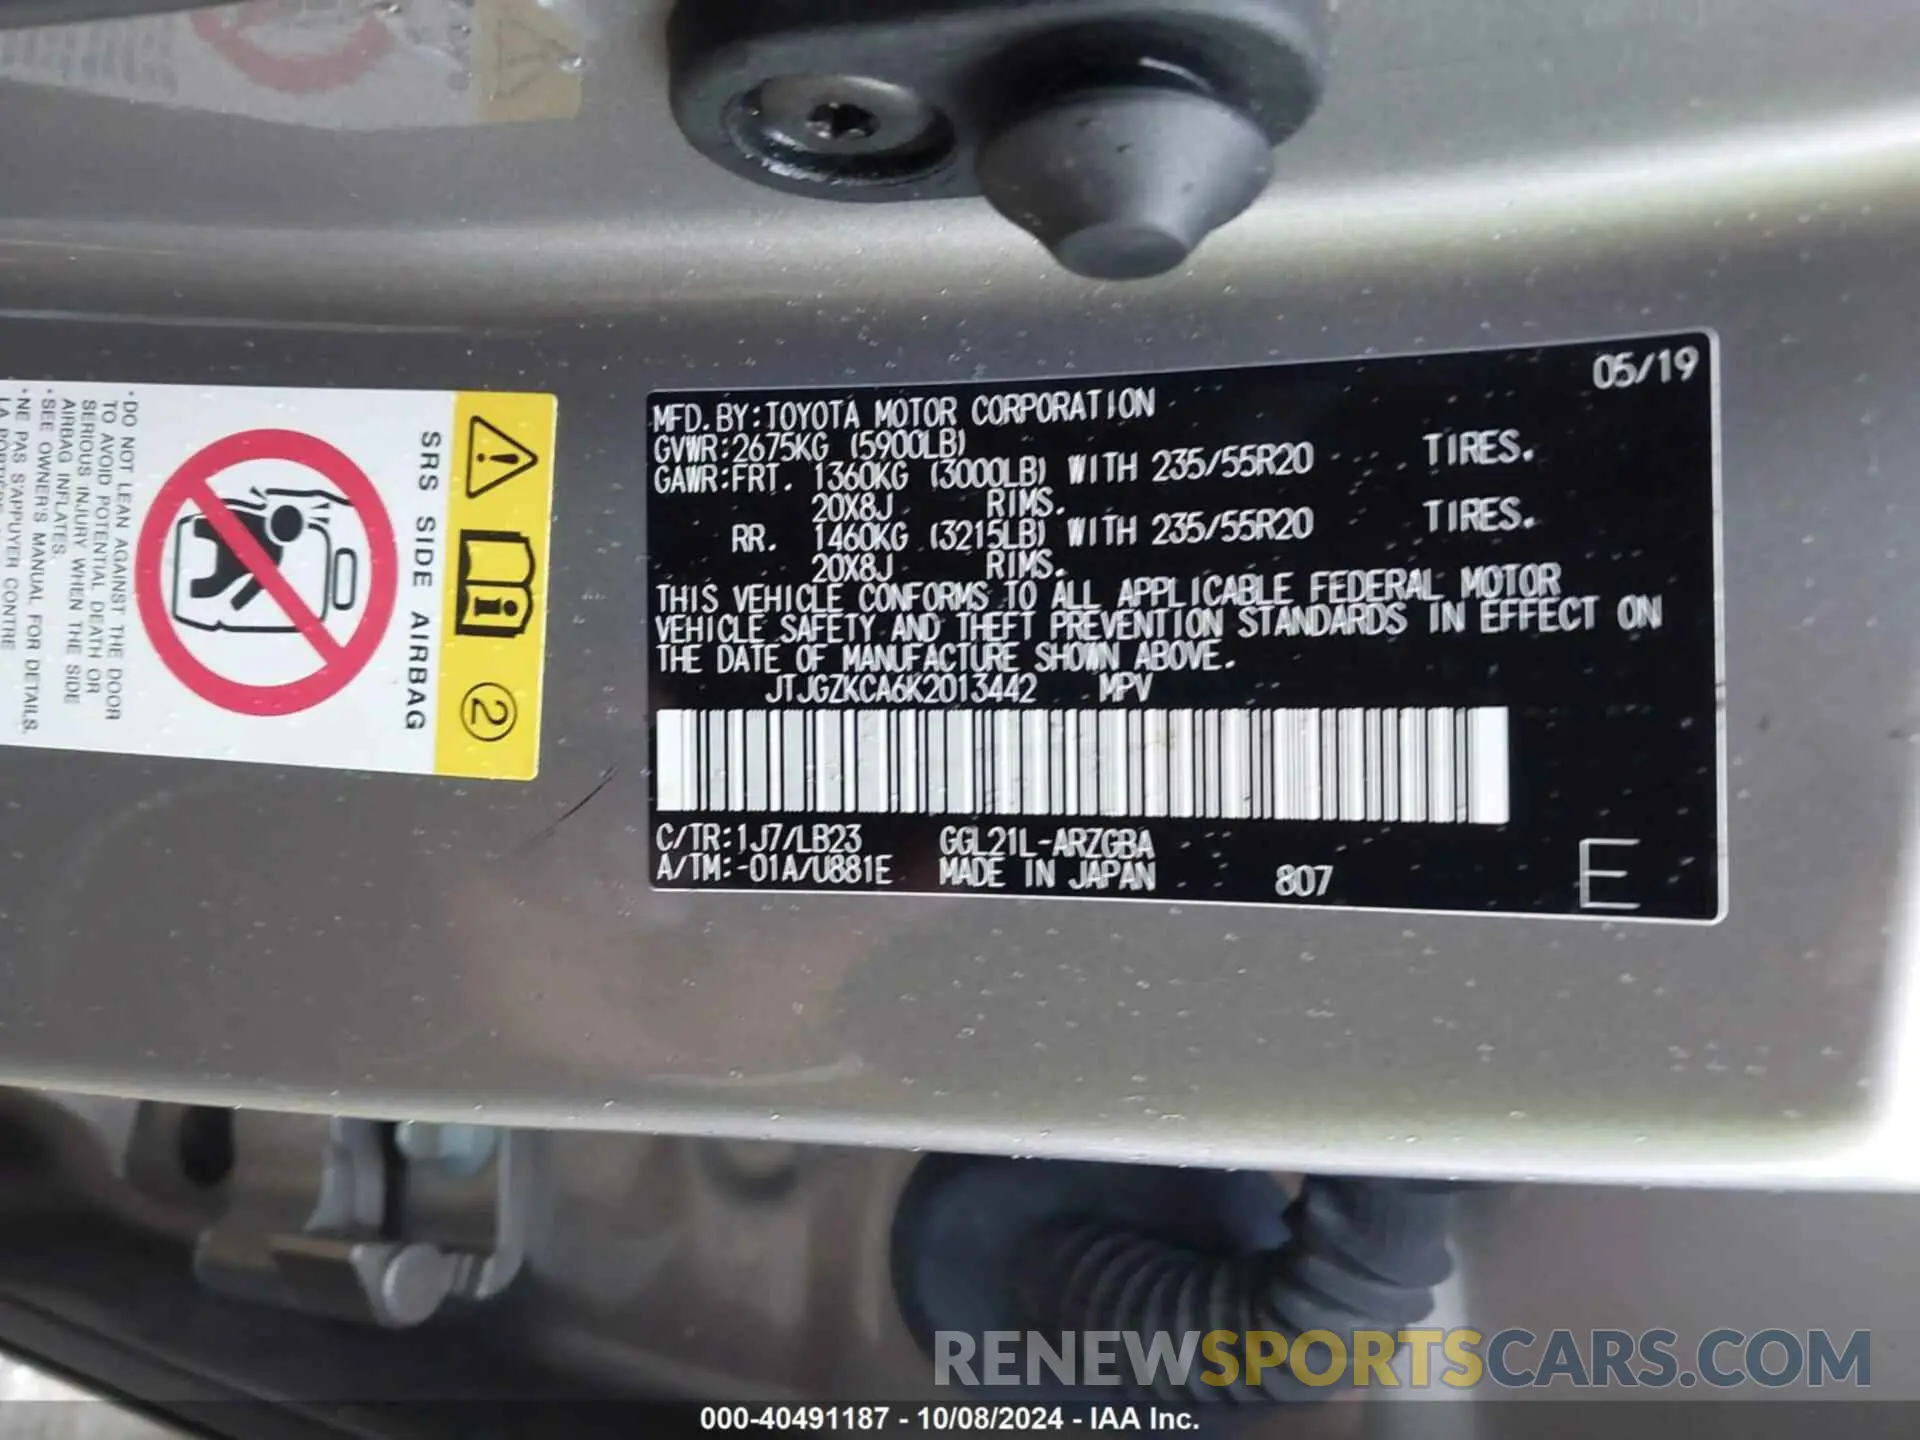 05/19
MFD.BY:TOYOTA MOTOR CORPORATION
GVWR:2675KG (5900LB)
GAWR:FRT. 1360KG (3000LB) WITH 235/55R20 TIRES.
20X8J RIMS.
RR. 1460KG (3215LB) WITH 235/55R20 TIRES.
20X8J RIMS.
THIS VEHICLE CONFORMS TO ALL APPLICABLE FEDERAL MOTOR
VEHICLE SAFETY AND THEFT PREVENTION STANDARDS IN EFFECT ON
THE DATE OF MANUFACTURE SHOWN ABOVE.
JTJGZKCA6K2013442 MPV
C/TR:1J7/LB23 GGL21L-ARZGBA
A/TM:-01A/U881E MADE IN JAPAN 807 E
2
SRS SIDE AIRBAG
•DO NOT LEAN AGAINST THE DOOR
TO AVOID POTENTIAL DEATH OR
SERIOUS INJURY WHEN THE SIDE
AIRBAG INFLATES.
•SEE OWNER'S MANUAL FOR DETAILS.
•NE PAS S'APPUYER CONTRE
RENEWSPORTSCARS.COM
000-40491187 - 10/08/2024 - IAA Inc.